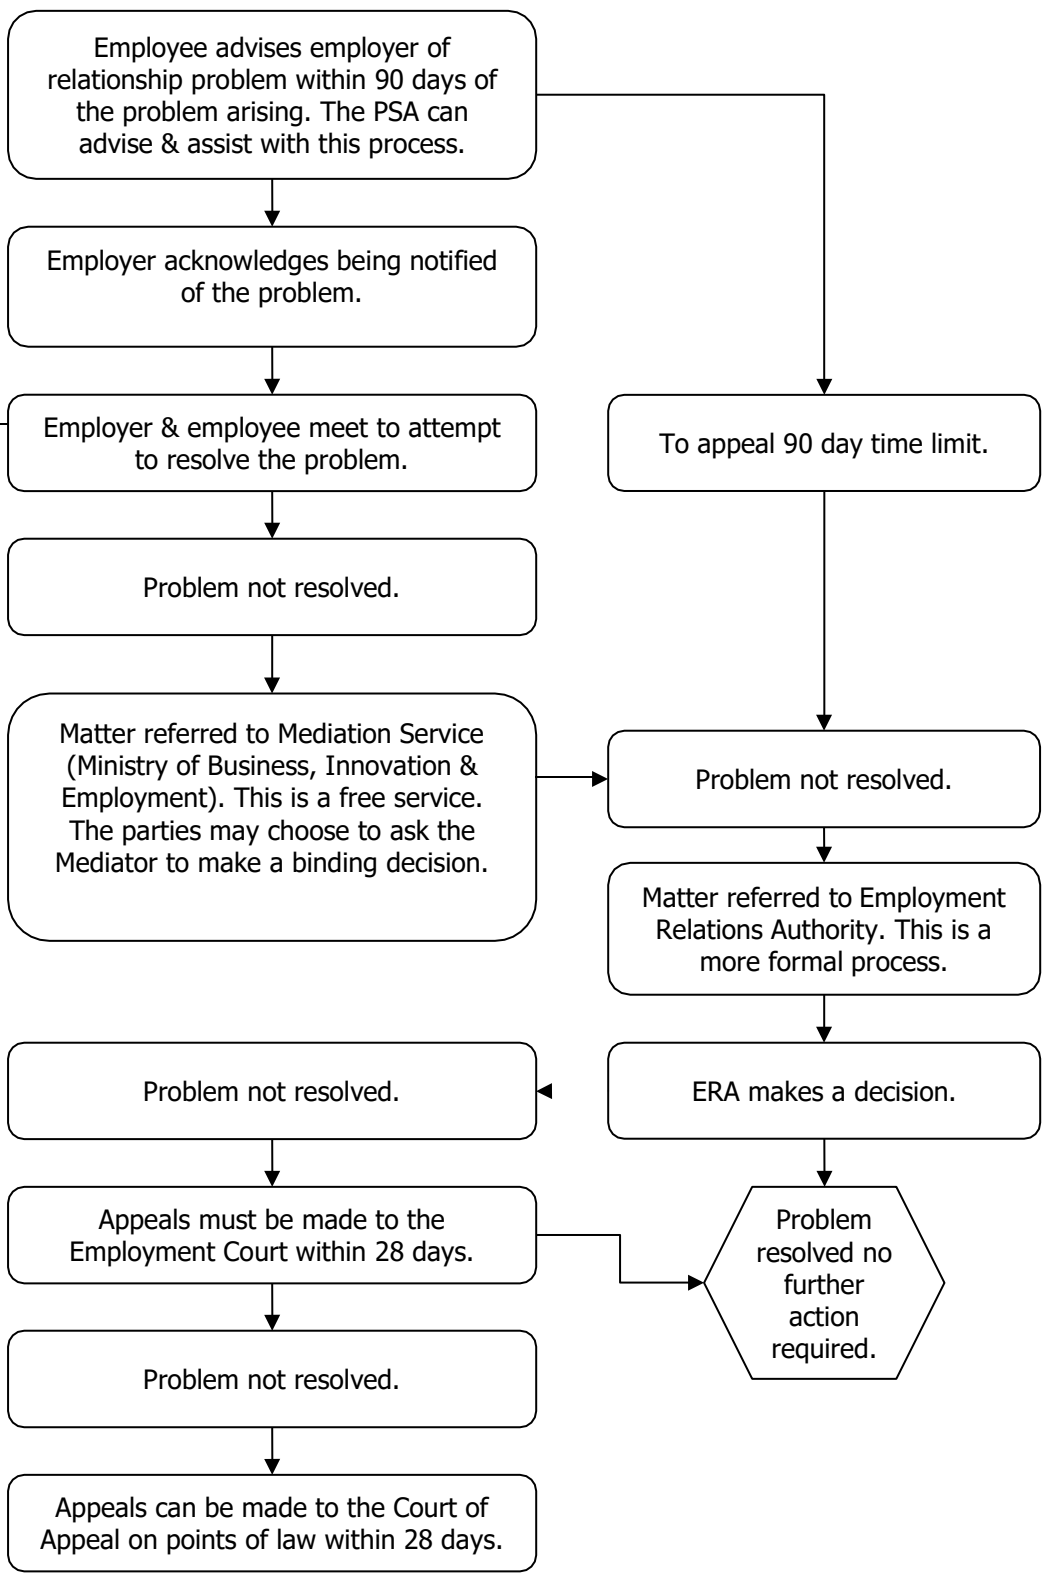 Employee advises employer of
relationship problem within 90 days of
the problem arising. The PSA can
advise & assist with this process.
Employer acknowledges being notified
of the problem.
Employer & employee meet to attempt
to resolve the problem.
To appeal 90 day time limit.
Problem not resolved.
Matter referred to Mediation Service
(Ministry of Business, Innovation &
Employment). This is a free service.
The parties may choose to ask the
Mediator to make a binding decision.
Problem not resolved.
Matter referred to Employment
Relations Authority. This is a
more formal process.
ERA makes a decision.
Problem not resolved.
Appeals must be made to the
Employment Court within 28 days.
Problem
resolved no
further
action
required.
Problem not resolved.
Appeals can be made to the Court of
Appeal on points of law within 28 days.